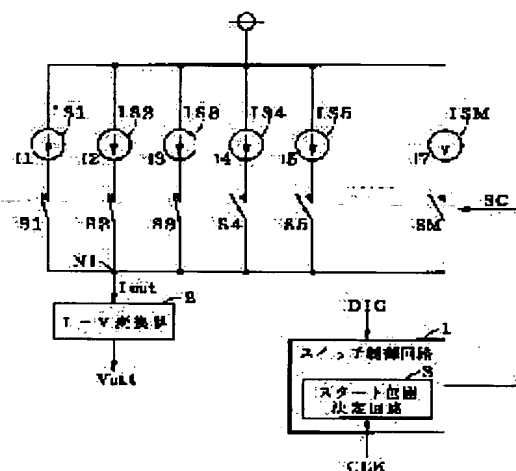 IS1 IS2 IS3 IS4 IS5 ISM
I1 I2 I3 I4 I5 I7
S1 S2 S3 S4 S5 SM SC
N1
Iout
2
I－V変換器
Vout
DIG
1
スイッチ制御回路
3
スタート位置
決定回路
CLK